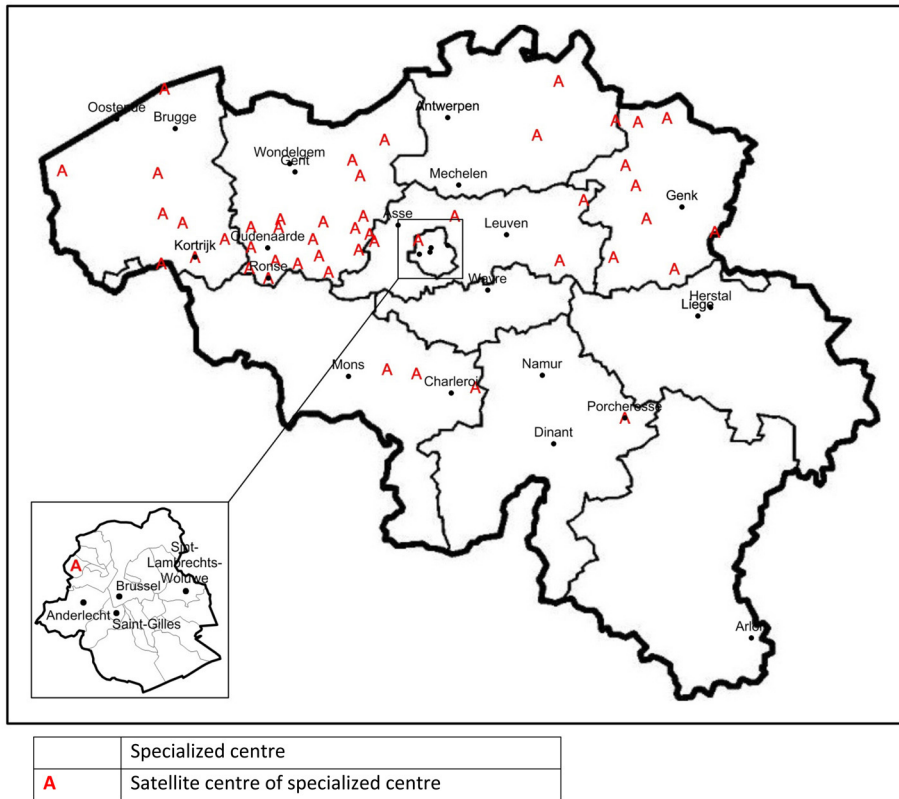 A
A
Oostende
Antwerpen
A
A
A
Brugge
A
A
Wondelgem
A
Gent
A
A
A
A
Mechelen
A
Genk
A
A
A
A
A
A
A
A
A
Asse
A
Leuven
A
A
A
A
A
A
A
A
A
Oudenaarde
A
A
Kortrijk
A
A
A
A
A
A
A
A
A
A
A
Ronse
A
A
Wavre
Herstal
Liege
Mons
A
A
Namur
Charleroi
A
Porcheresse
A
Dinant
Sint-
Lambrechts-
Woluwe
A
Brussel
Anderlecht
Saint-Gilles
Arlon
Specialized centre
A Satellite centre of specialized centre